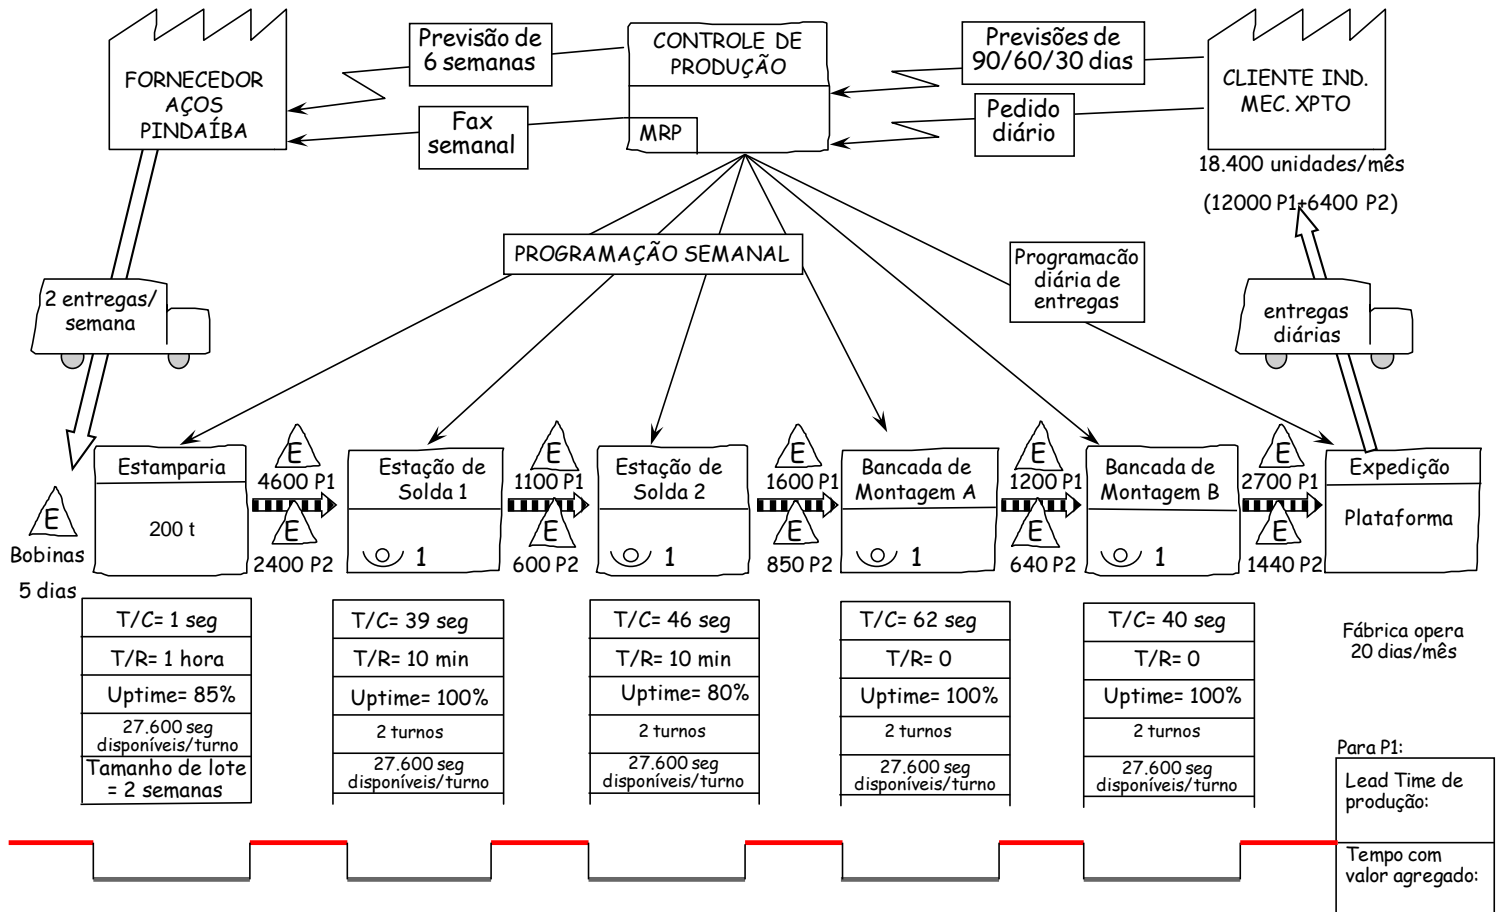 FORNECEDOR
AÇOS
PINDAÍBA
Previsão de
6 semanas
Fax
semanal
CONTROLE DE
PRODUÇÃO
MRP
Previsões de
90/60/30 dias
Pedido
diário
CLIENTE IND.
MEC. XPTO
18.400 unidades/mês
(12000 P1+6400 P2)
PROGRAMAÇÃO SEMANAL
Programacão
diária de
entregas
2 entregas/
semana
entregas
diárias
E
Bobinas
5 dias
Estamparia
200 t
E
4600 P1
E
2400 P2
Estação de
Solda 1
1
E
1100 P1
E
600 P2
Estação de
Solda 2
1
E
1600 P1
E
850 P2
Bancada de
Montagem A
1
E
1200 P1
E
640 P2
Bancada de
Montagem B
1
E
2700 P1
E
1440 P2
Expedição
Plataforma
T/C= 1 seg
T/R= 1 hora
Uptime= 85%
27.600 seg
disponíveis/turno
Tamanho de lote
= 2 semanas
T/C= 39 seg
T/R= 10 min
Uptime= 100%
2 turnos
27.600 seg
disponíveis/turno
T/C= 46 seg
T/R= 10 min
Uptime= 80%
2 turnos
27.600 seg
disponíveis/turno
T/C= 62 seg
T/R= 0
Uptime= 100%
2 turnos
27.600 seg
disponíveis/turno
T/C= 40 seg
T/R= 0
Uptime= 100%
2 turnos
27.600 seg
disponíveis/turno
Fábrica opera
20 dias/mês
Para P1:
Lead Time de
produção:
Tempo com
valor agregado: